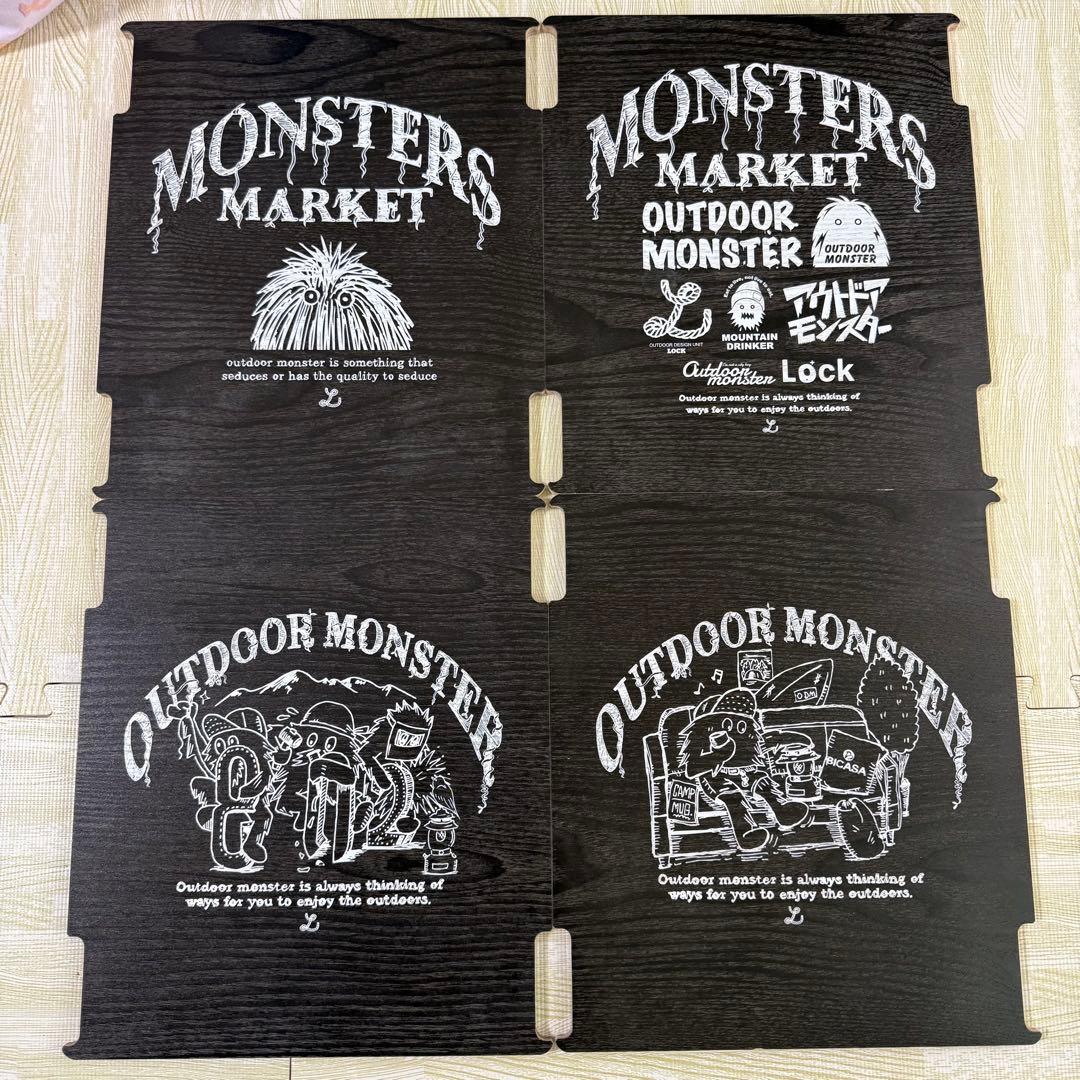 MONSTERS
MARKET
outdoor monster is something that
seduces or has the quality to seduce
L
MONSTERS
MARKET
OUTDOOR
MONSTER
OUTDOOR
MONSTER
L
OUTDOOR DESIGN UNIT
LOCK
MOUNTAIN
DRINKER
アウトドア
モンスター
Outdoor
monster
Lock
Outdoor monster is always thinking of
ways for you to enjoy the outdoors.
L
OUTDOOR MONSTER
Outdoor monster is always thinking of
ways for you to enjoy the outdoors.
L
OUTDOOR MONSTER
ODM
BICASA
CAMP
MUG
Outdoor monster is always thinking of
ways for you to enjoy the outdoors.
L